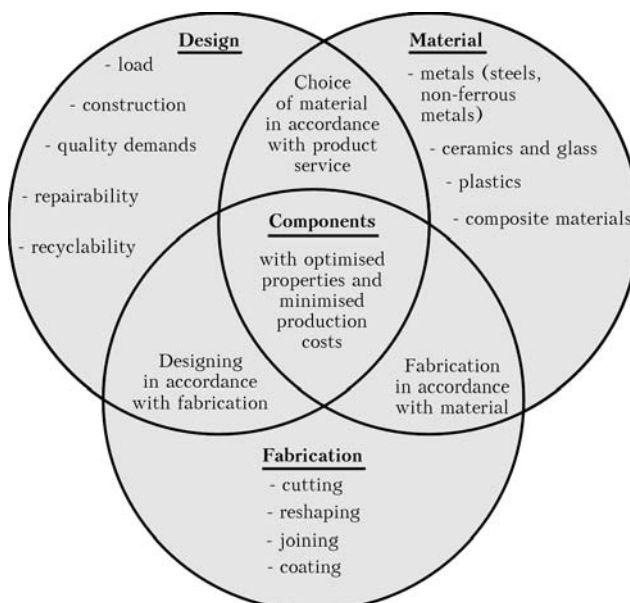 Design
- load
- construction
- quality demands
- repairability
- recyclability
Choice
of material
in accordance
with product
service
Material
- metals (steels,
non-ferrous
metals)
- ceramics and glass
- plastics
- composite materials
Components
with optimised
properties and
minimised
production
costs
Designing
in accordance
with fabrication
Fabrication
in accordance
with material
Fabrication
- cutting
- reshaping
- joining
- coating